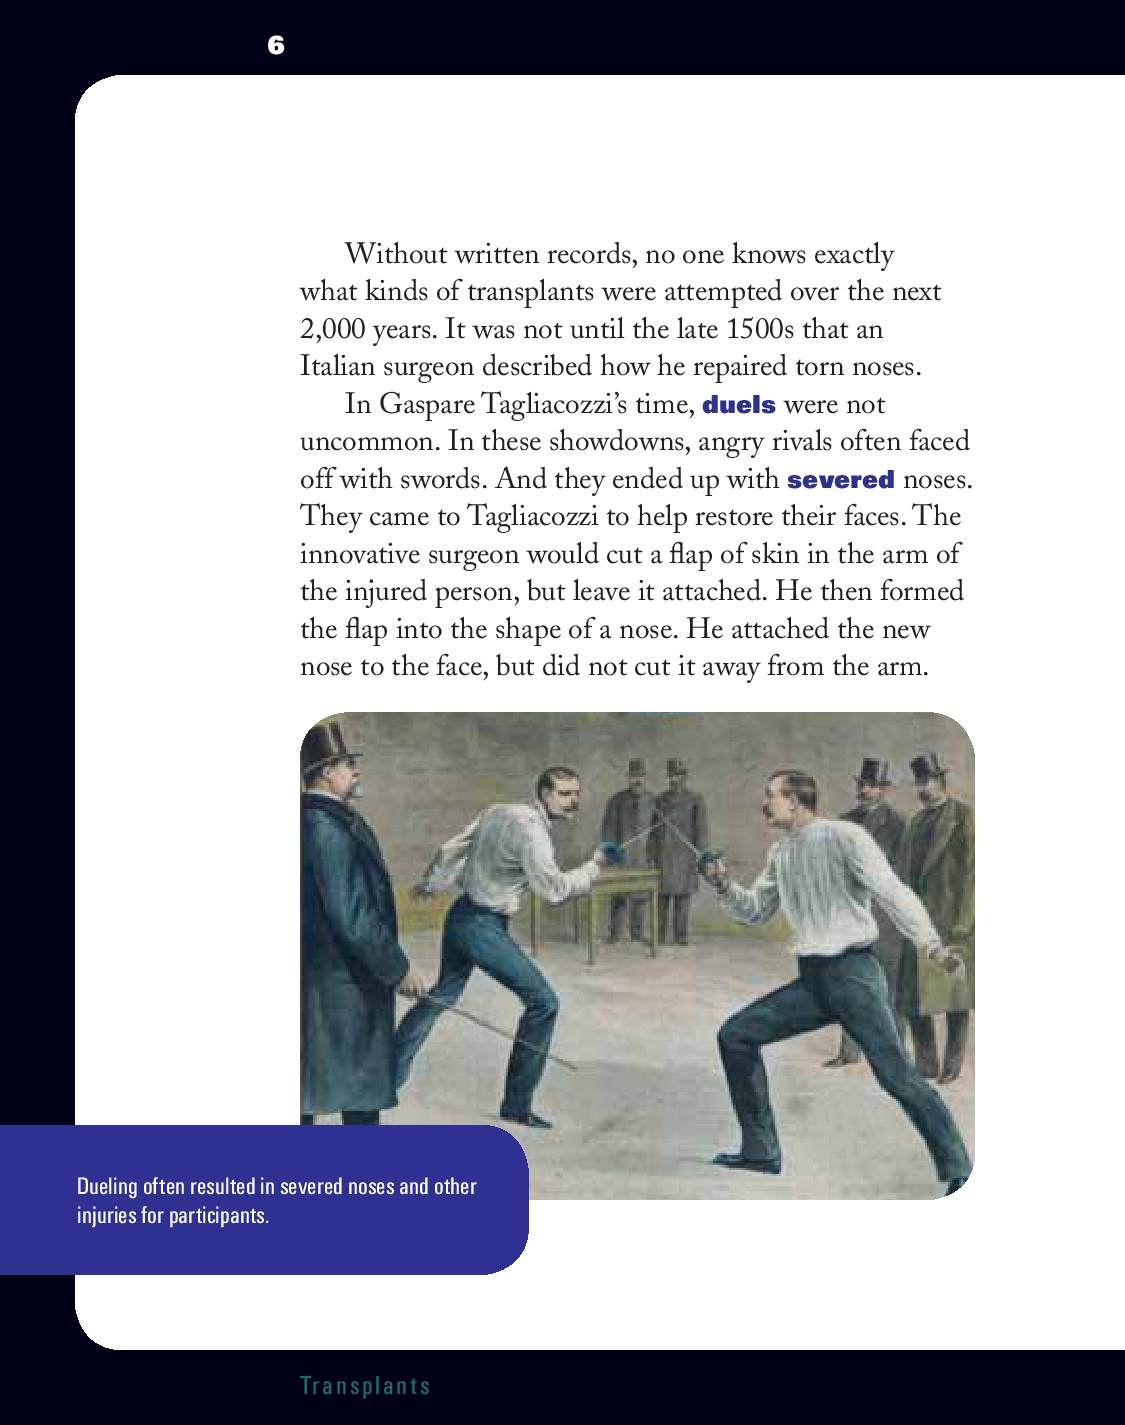 6
Without written records, no one knows exactly
what kinds of transplants were attempted over the next
2,000 years. It was not until the late 1500s that an
Italian surgeon described how he repaired torn noses.
In Gaspare Tagliacozzi’s time, duels were not
uncommon. In these showdowns, angry rivals often faced
off with swords. And they ended up with severed noses.
They came to Tagliacozzi to help restore their faces. The
innovative surgeon would cut a flap of skin in the arm of
the injured person, but leave it attached. He then formed
the flap into the shape of a nose. He attached the new
nose to the face, but did not cut it away from the arm.
Dueling often resulted in severed noses and other
injuries for participants.
Transplants